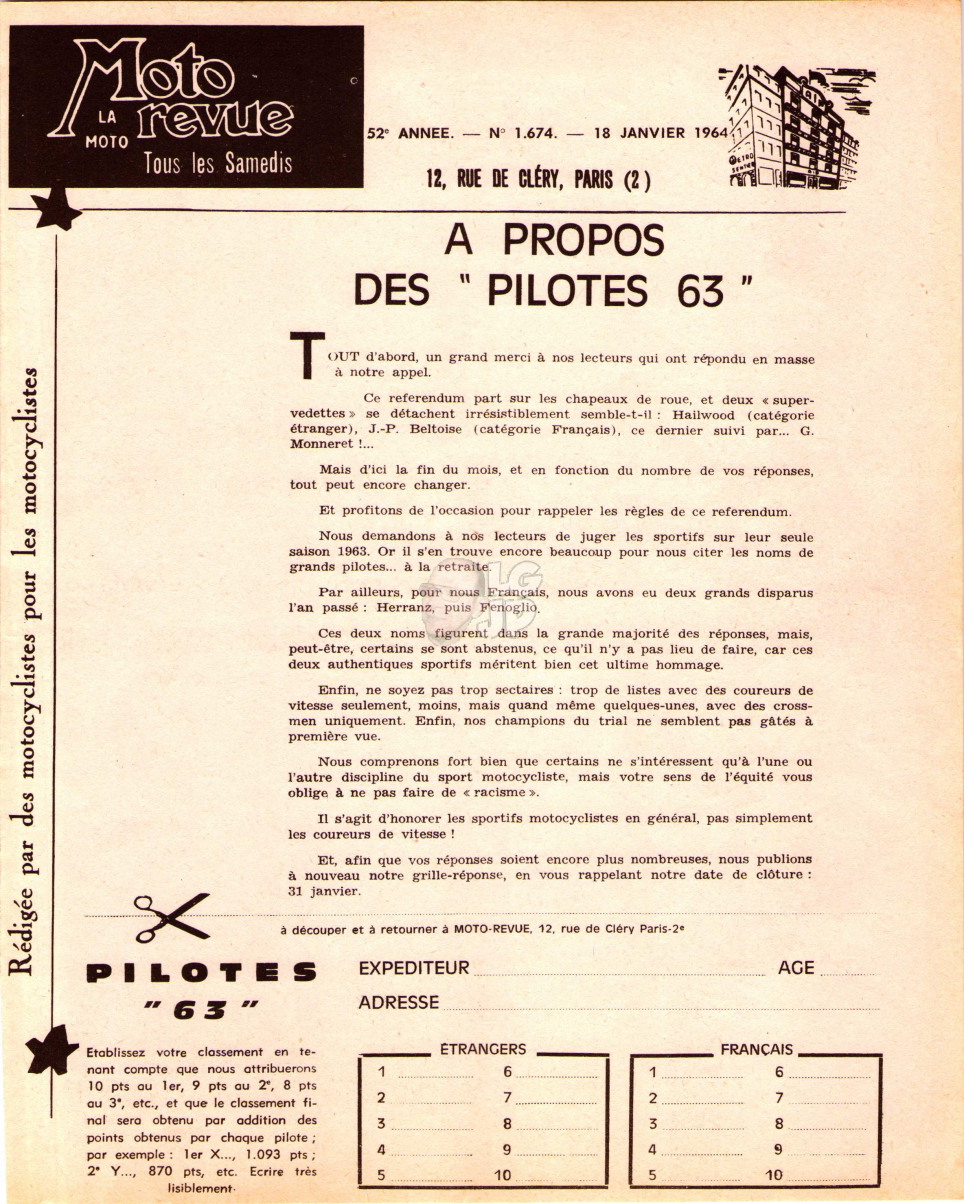 Moto
revue
LA
MOTO
Tous les Samedis
52e ANNEE. — N° 1.674. — 18 JANVIER 1964
12, RUE DE CLÉRY, PARIS (2)
METRO
SENTIER
A PROPOS
DES " PILOTES 63 "
TOUT d'abord, un grand merci à nos lecteurs qui ont répondu en masse
à notre appel.
Ce referendum part sur les chapeaux de roue, et deux « super-
vedettes » se détachent irrésistiblement semble-t-il : Hailwood (catégorie
étranger), J.-P. Beltoise (catégorie Français), ce dernier suivi par... G.
Monneret !...
Mais d'ici la fin du mois, et en fonction du nombre de vos réponses,
tout peut encore changer.
Et profitons de l'occasion pour rappeler les règles de ce referendum.
Nous demandons à nos lecteurs de juger les sportifs sur leur seule
saison 1963. Or il s'en trouve encore beaucoup pour nous citer les noms de
grands pilotes... à la retraite.
Par ailleurs, pour nous Français, nous avons eu deux grands disparus
l'an passé : Herranz, puis Fenoglio.
Ces deux noms figurent dans la grande majorité des réponses, mais,
peut-être, certains se sont abstenus, ce qu'il n'y a pas lieu de faire, car ces
deux authentiques sportifs méritent bien cet ultime hommage.
Enfin, ne soyez pas trop sectaires : trop de listes avec des coureurs de
vitesse seulement, moins, mais quand même quelques-unes, avec des cross-
men uniquement. Enfin, nos champions du trial ne semblent pas gâtés à
première vue.
Nous comprenons fort bien que certains ne s'intéressent qu'à l'une ou
l'autre discipline du sport motocycliste, mais votre sens de l'équité vous
oblige à ne pas faire de « racisme ».
Il s'agit d'honorer les sportifs motocyclistes en général, pas simplement
les coureurs de vitesse !
Et, afin que vos réponses soient encore plus nombreuses, nous publions
à nouveau notre grille-réponse, en vous rappelant notre date de clôture :
31 janvier.
LG
JP
Rédigée par des motocyclistes pour les motocyclistes
à découper et à retourner à MOTO-REVUE, 12, rue de Cléry Paris-2e
PILOTES
" 63 "
Etablissez votre classement en te-
nant compte que nous attribuerons
10 pts au 1er, 9 pts au 2e, 8 pts
au 3e, etc., et que le classement fi-
nal sera obtenu par addition des
points obtenus par chaque pilote ;
par exemple : 1er X..., 1.093 pts ;
2e Y..., 870 pts, etc. Ecrire très
lisiblement.
EXPEDITEUR AGE
ADRESSE
ÉTRANGERS
1 6
2 7
3 8
4 9
5 10
FRANÇAIS
1 6
2 7
3 8
4 9
5 10